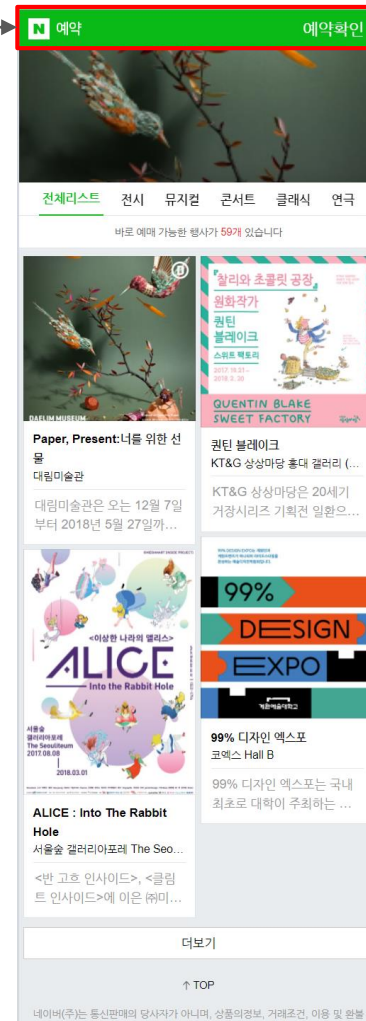 N 예약 예약확인
전체리스트 전시 뮤지컬 콘서트 클래식 연극
바로 예매 가능한 행사가 59개 있습니다
DAELIM MUSEUM
Paper, Present:너를 위한 선
물
대림미술관
대림미술관은 오는 12월 7일
부터 2018년 5월 27일까...
찰리와 초콜릿 공장
원화작가
퀀틴
블레이크
스위트 팩토리
2017. 10.21-
2018. 2. 20
QUENTIN BLAKE
SWEET FACTORY
퀀틴 블레이크
KT&G 상상마당 홍대 갤러리 (...
KT&G 상상마당은 20세기
거장시리즈 기획전 일환으...
<이상한 나라의 앨리스>
ALICE
Into the Rabbit Hole
서울숲
갤러리아포레
The Seouliteum
2017.08.08
2018.03.01
ALICE : Into The Rabbit
Hole
서울숲 갤러리아포레 The Seo...
<반 고흐 인사이드>, <클림
트 인사이드>에 이은 ㈜미...
99%
DESIGN
EXPO
계원예술대학교
99% 디자인 엑스포
코엑스 Hall B
99% 디자인 엑스포는 국내
최초로 대학이 주최하는 ...
더보기
↑ TOP
네이버(주)는 통신판매의 당사자가 아니며, 상품의정보, 거래조건, 이용 및 환불